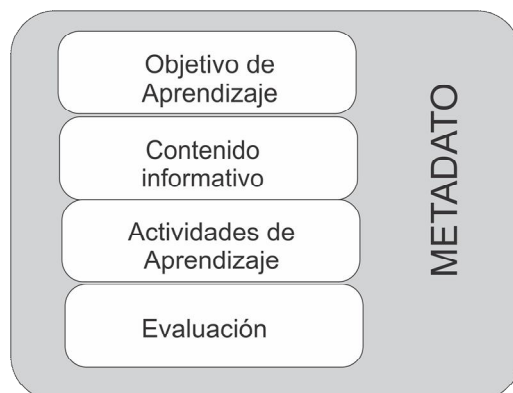 Objetivo de
Aprendizaje
Contenido
informativo
Actividades de
Aprendizaje
Evaluación
METADATO